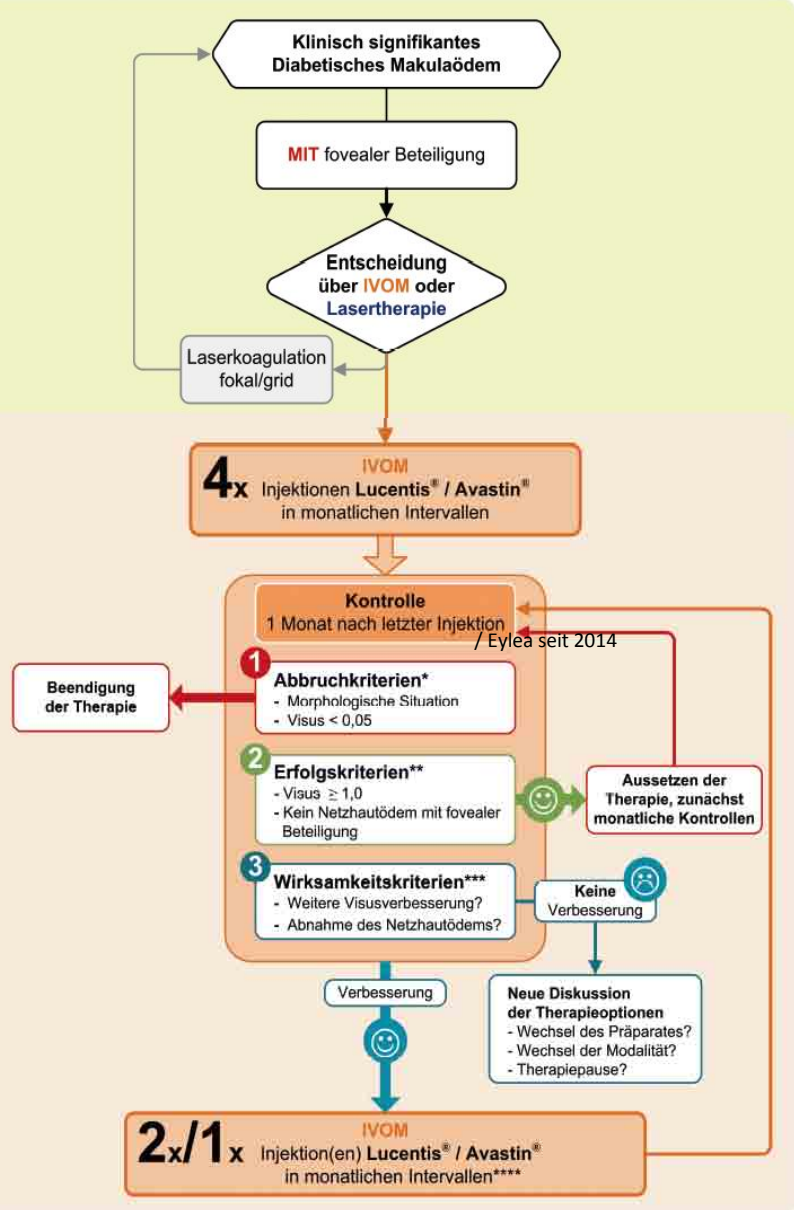 Klinisch signifikantes
Diabetisches Makulaödem
MIT fovealer Beteiligung
Entscheidung
über IVOM oder
Lasertherapie
Laserkoagulation
fokal/grid
IVOM
4x Injektionen Lucentis® / Avastin®
in monatlichen Intervallen
Kontrolle
1 Monat nach letzter Injektion
/ Eylea seit 2014
1
Abbruchkriterien*
- Morphologische Situation
- Visus < 0,05
Beendigung
der Therapie
2
Erfolgskriterien**
- Visus ≥ 1,0
- Kein Netzhautödem mit fovealer
Beteiligung
Aussetzen der
Therapie, zunächst
monatliche Kontrollen
3
Wirksamkeitskriterien***
- Weitere Visusverbesserung?
- Abnahme des Netzhautödems?
Keine
Verbesserung
Verbesserung
Neue Diskussion
der Therapieoptionen
- Wechsel des Präparates?
- Wechsel der Modalität?
- Therapiepause?
IVOM
2x/1x Injektion(en) Lucentis® / Avastin®
in monatlichen Intervallen****